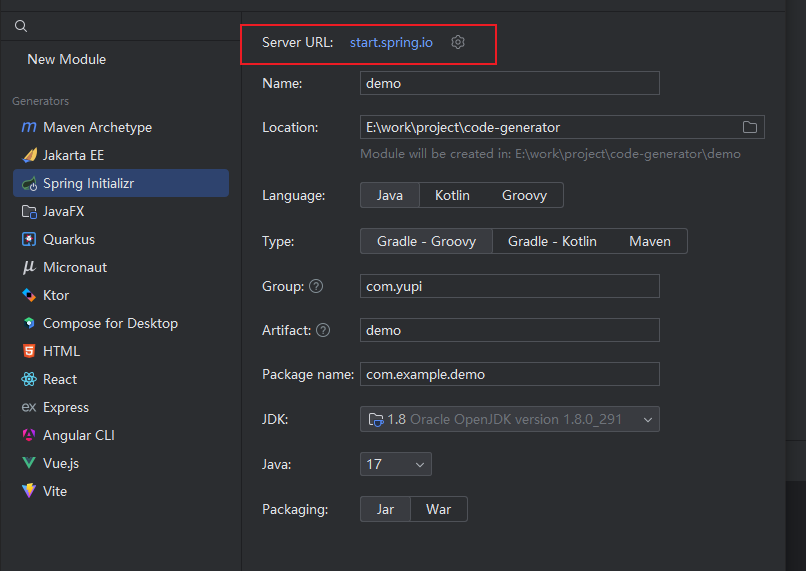 New Module
Generators
Maven Archetype
Jakarta EE
Spring Initializr
JavaFX
Quarkus
Micronaut
Ktor
Compose for Desktop
HTML
React
ex Express
Angular CLI
Vue.js
Vite
Server URL: start.spring.io
Name: demo
Location: E:\work\project\code-generator
Module will be created in: E:\work\project\code-generator\demo
Language: Java Kotlin Groovy
Type: Gradle - Groovy Gradle - Kotlin Maven
Group: ? com.yupi
Artifact: ? demo
Package name: com.example.demo
JDK: 1.8 Oracle OpenJDK version 1.8.0_291
Java: 17
Packaging: Jar War